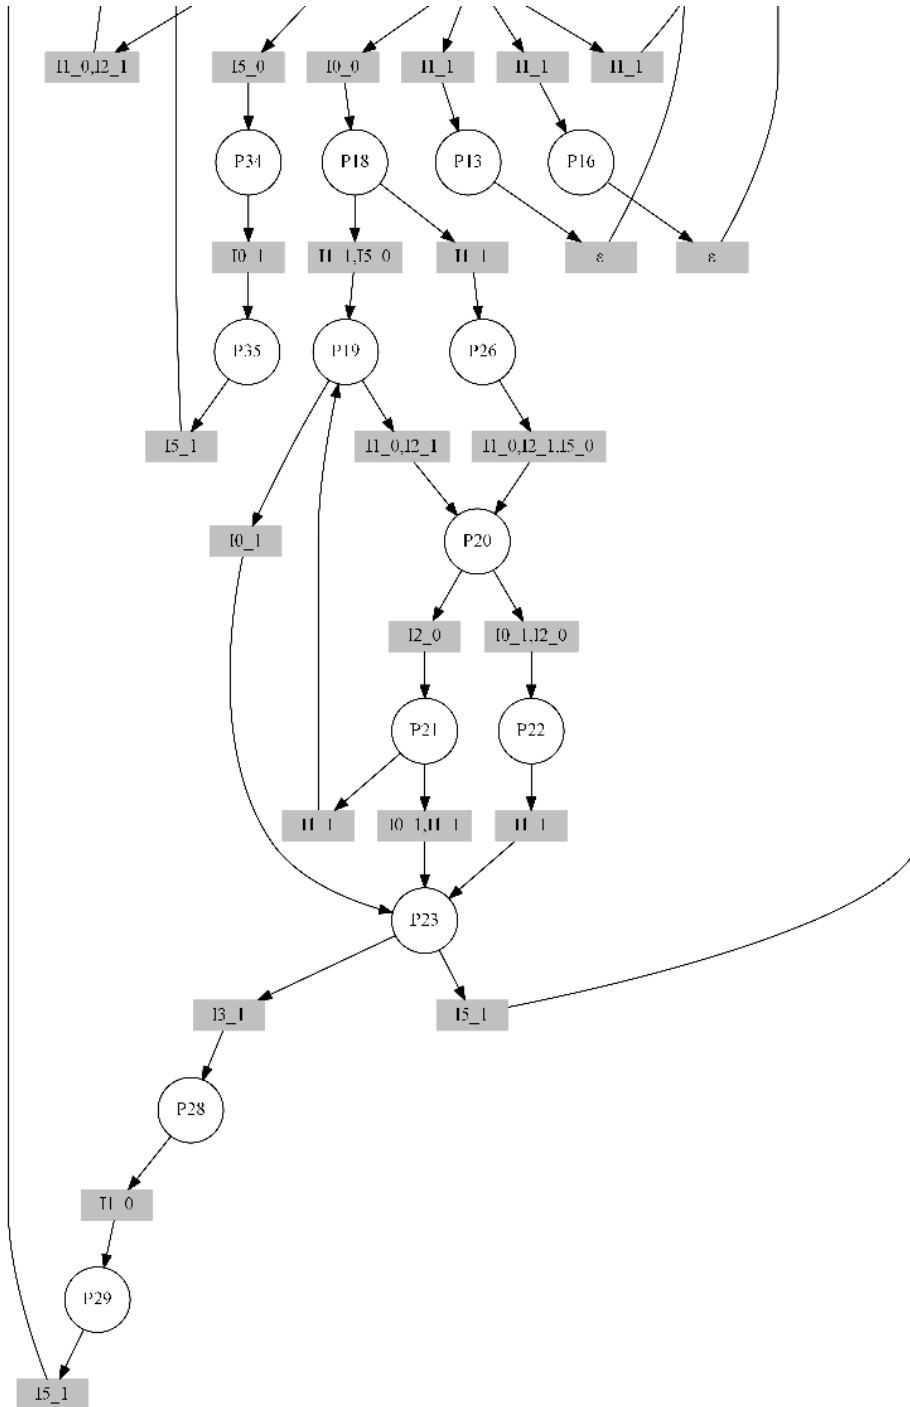 I1_0,I2_1
I5_0
I0_0
I1_1
I1_1
I1_1
P34
P18
P13
P16
I0_1
I1_1,I5_0
I1_1
ε
ε
P35
P19
P26
I5_1
I1_0,I2_1
I1_0,I2_1,I5_0
I0_1
P20
I2_0
I0_1,I2_0
P21
P22
I1_1
I0_1,I1_1
I1_1
P23
I3_1
I5_1
P28
I1_0
P29
I5_1